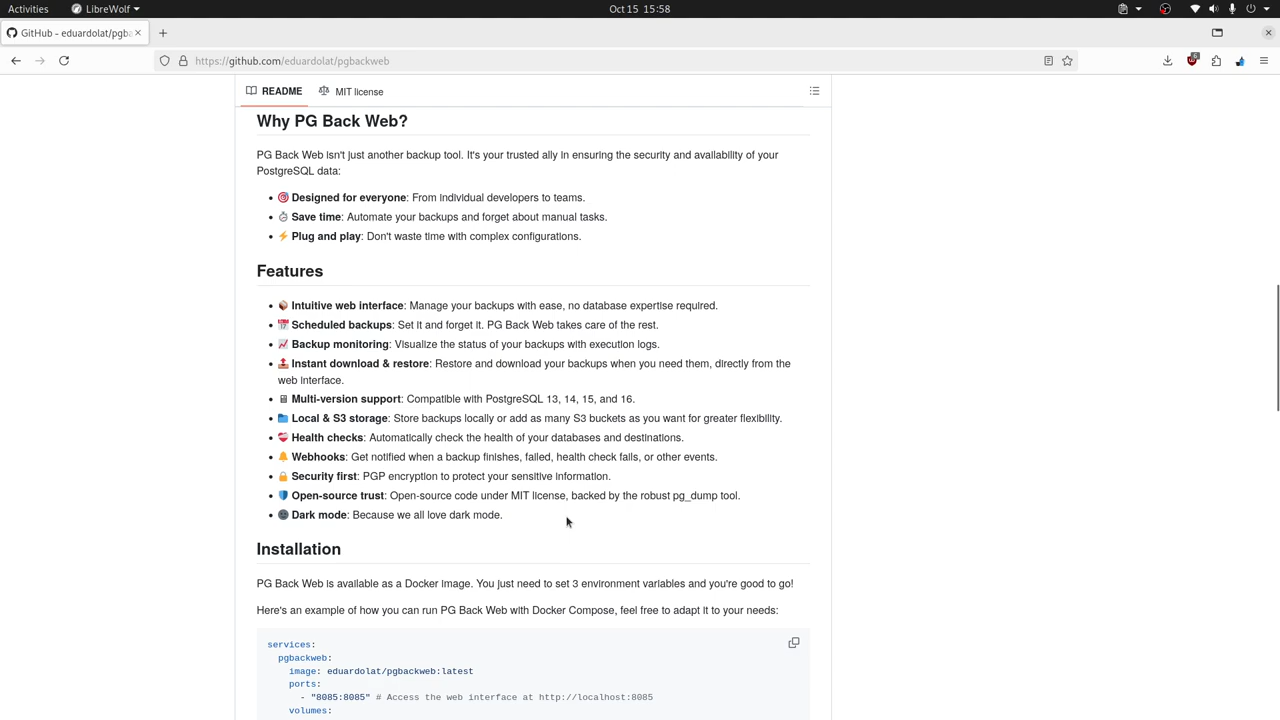 Activities LibreWolf Oct 15 15:58
GitHub - eduardolat/pgba
https://github.com/eduardolat/pgbackweb 6
README MIT license
Why PG Back Web?
PG Back Web isn't just another backup tool. It's your trusted ally in ensuring the security and availability of your
PostgreSQL data:
• Designed for everyone: From individual developers to teams.
• Save time: Automate your backups and forget about manual tasks.
• Plug and play: Don't waste time with complex configurations.
Features
• Intuitive web interface: Manage your backups with ease, no database expertise required.
• Scheduled backups: Set it and forget it. PG Back Web takes care of the rest.
• Backup monitoring: Visualize the status of your backups with execution logs.
• Instant download & restore: Restore and download your backups when you need them, directly from the
web interface.
• Multi-version support: Compatible with PostgreSQL 13, 14, 15, and 16.
• Local & S3 storage: Store backups locally or add as many S3 buckets as you want for greater flexibility.
• Health checks: Automatically check the health of your databases and destinations.
• Webhooks: Get notified when a backup finishes, failed, health check fails, or other events.
• Security first: PGP encryption to protect your sensitive information.
• Open-source trust: Open-source code under MIT license, backed by the robust pg_dump tool.
• Dark mode: Because we all love dark mode.
Installation
PG Back Web is available as a Docker image. You just need to set 3 environment variables and you're good to go!
Here's an example of how you can run PG Back Web with Docker Compose, feel free to adapt it to your needs:
services:
pgbackweb:
image: eduardolat/pgbackweb:latest
ports:
- "8085:8085" # Access the web interface at http://localhost:8085
volumes: